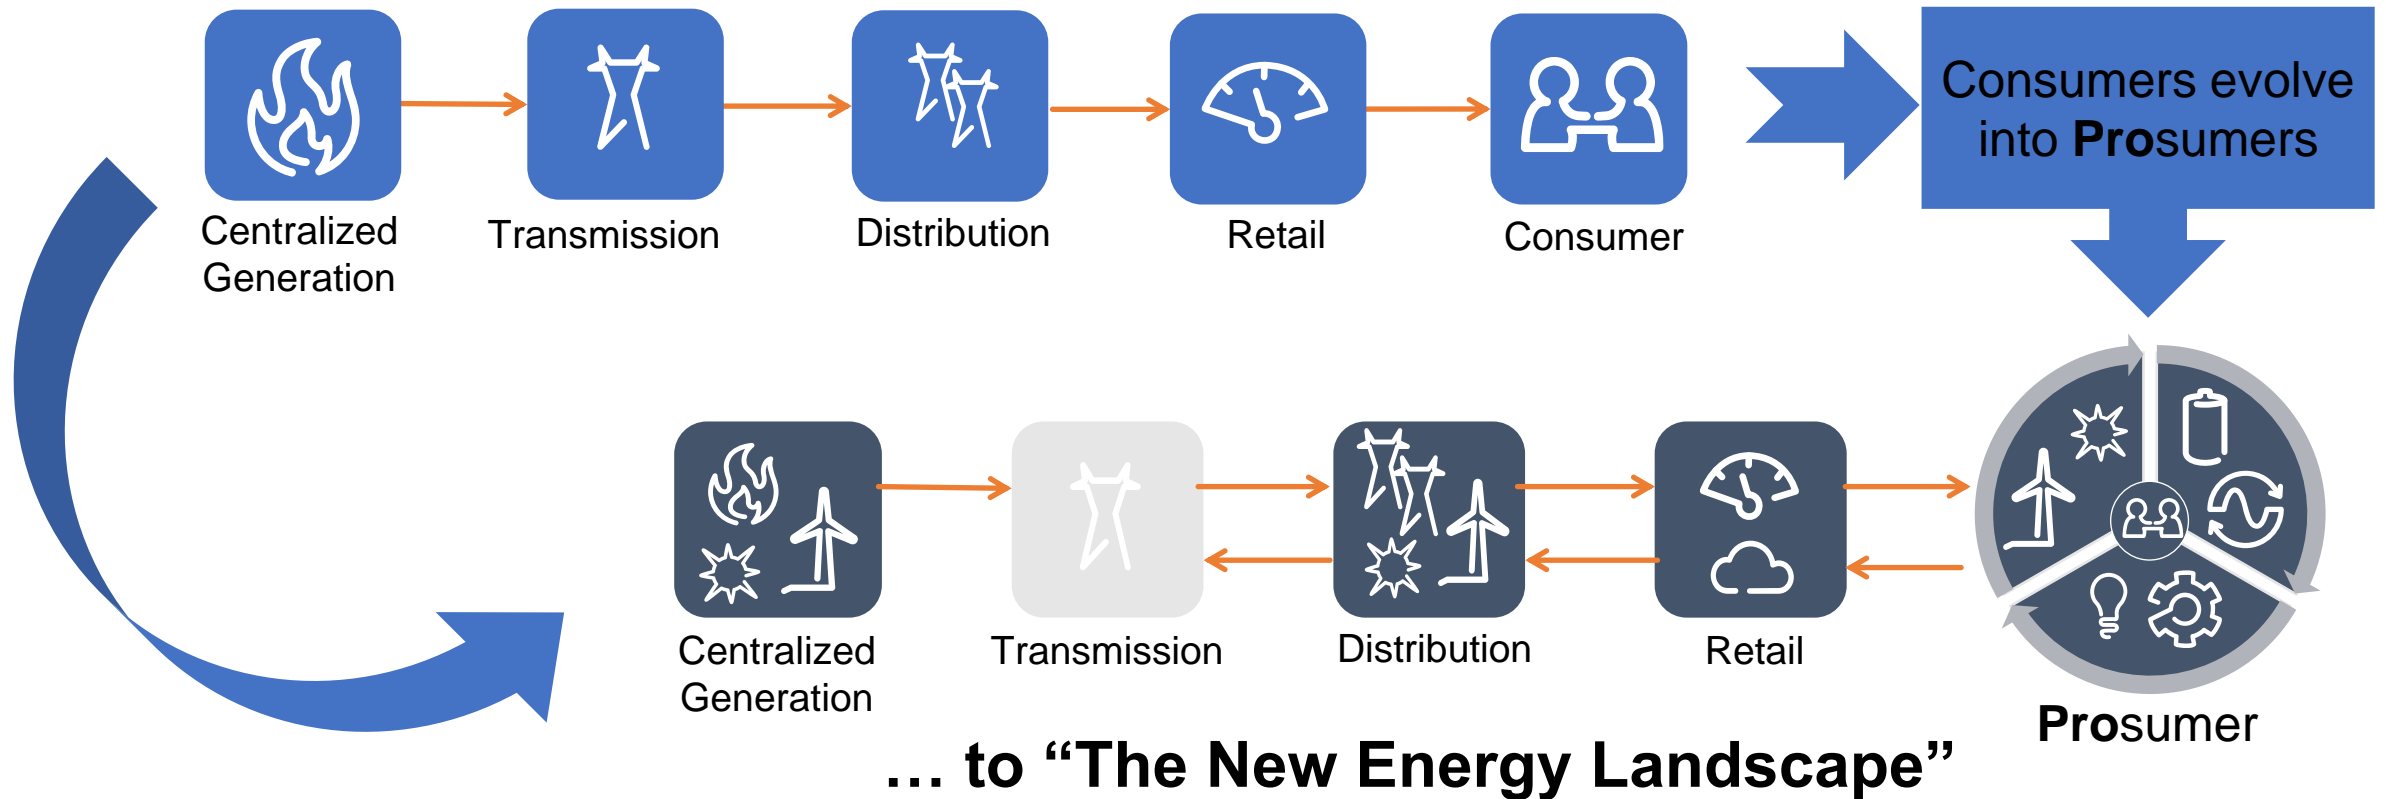 Consumers evolve
into Prosumers
Centralized
Generation
Transmission
Distribution
Retail
Consumer
Centralized
Generation
Transmission
Distribution
Retail
Prosumer
… to “The New Energy Landscape”